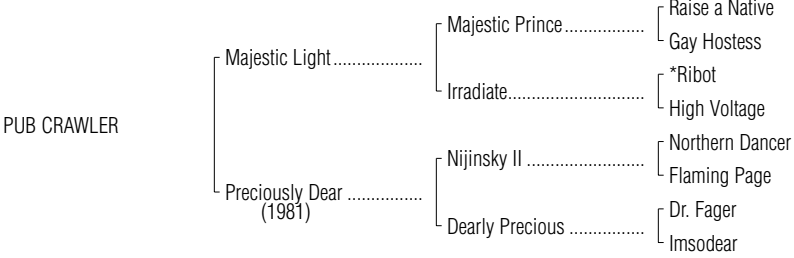 Raise a Native
Majestic Prince.................
Gay Hostess
Majestic Light...................
*Ribot
Irradiate.............................
High Voltage
PUB CRAWLER
Northern Dancer
Nijinsky II .........................
Flaming Page
Preciously Dear ................
(1981)
Dr. Fager
Dearly Precious ................
Imsodear